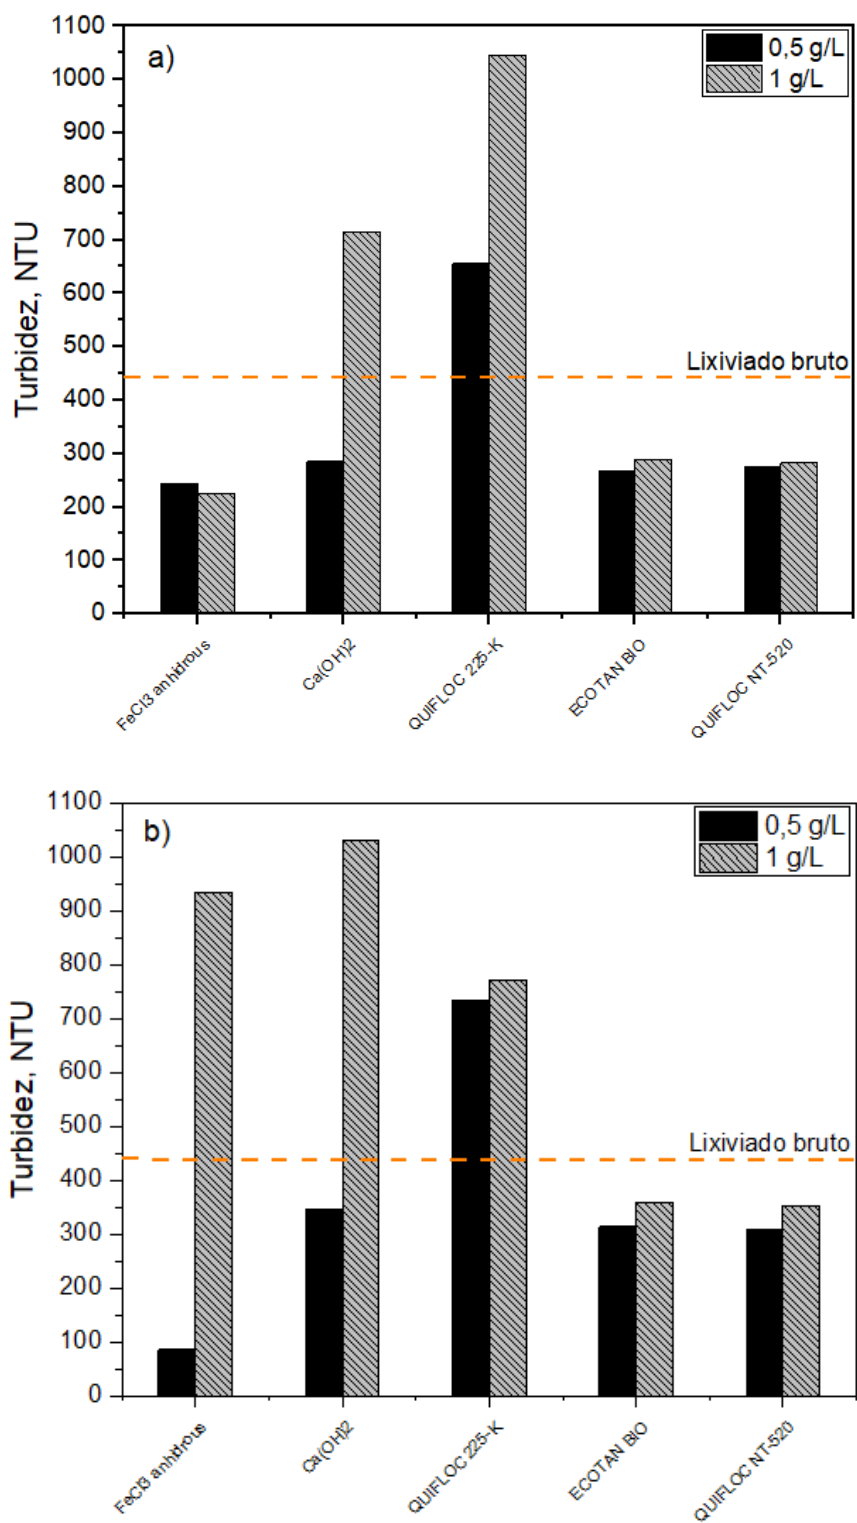 a)
0,5 g/L
1 g/L
1100
1000
900
800
700
600
500
400
300
200
100
0
Turbidez, NTU
Lixiviado bruto
FeCl3 anhidrous
Ca(OH)2
QUIFLOC 225-K
ECOTAN BIO
QUIFLOC NT-520
b)
0,5 g/L
1 g/L
1100
1000
900
800
700
600
500
400
300
200
100
0
Turbidez, NTU
Lixiviado bruto
FeCl3 anhidrous
Ca(OH)2
QUIFLOC 225-K
ECOTAN BIO
QUIFLOC NT-520